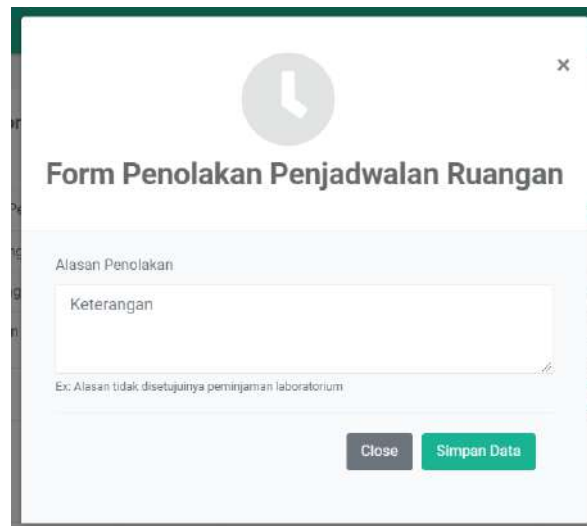 ×
Form Penolakan Penjadwalan Ruangan
Alasan Penolakan
Keterangan
Ex: Alasan tidak disetujuinya peminjaman laboratorium
Close Simpan Data